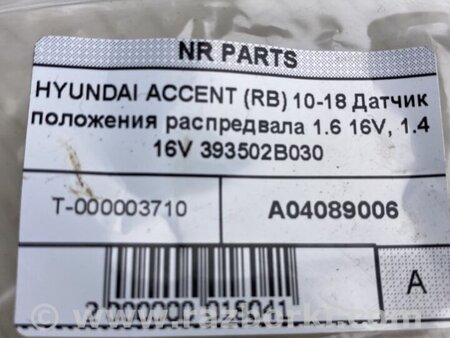 NR PARTS
HYUNDAI ACCENT (RB) 10-18 Датчик
положения распредвала 1.6 16V, 1.4
16V 393502B030
T-000003710
A04089006
A
www.razborki.com